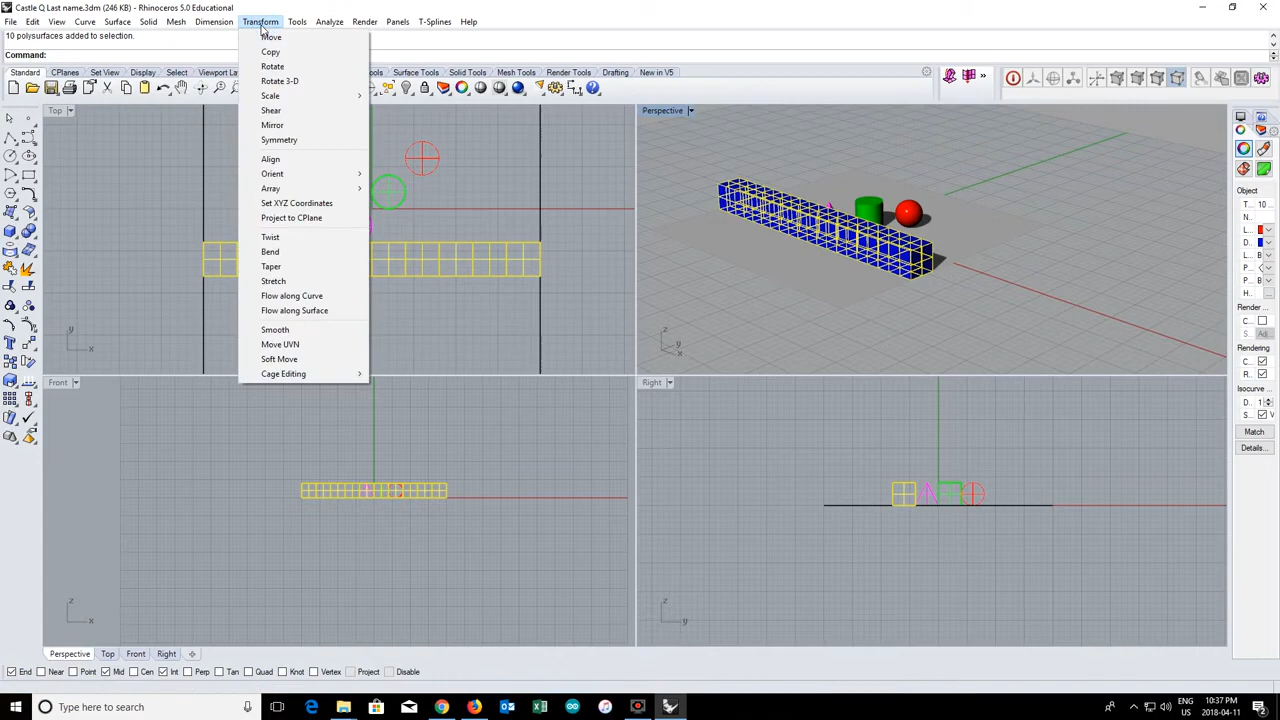 Castle Q Last name.3dm (246 KB) - Rhinoceros 5.0 Educational
File Edit View Curve Surface Solid Mesh Dimension Transform Tools Analyze Render Panels T-Splines Help
10 polysurfaces added to selection.
Command:
Standard CPlanes Set View Display Select Viewport La ools Surface Tools Solid Tools Mesh Tools Render Tools Drafting New in V5
»
Move
Copy
Rotate
Rotate 3-D
Scale
Shear
Mirror
Symmetry
Align
Orient
Array
Set XYZ Coordinates
Project to CPlane
Twist
Bend
Taper
Stretch
Flow along Curve
Flow along Surface
Smooth
Move UVN
Soft Move
Cage Editing
Top
y
x
Perspective
z
x
y
Front
z
x
Right
z
y
Object
T... 10 ...
N..
L...
D...
P...
P... B
H...
Render ...
C...
S... Adj
Rendering
C...
R...
Isocurve
D... 1
S... V
Match
Details...
Perspective Top Front Right
End Near Point Mid Cen Int Perp Tan Quad Knot Vertex Project Disable
Type here to search
ENG
US
10:37 PM
2018-04-11